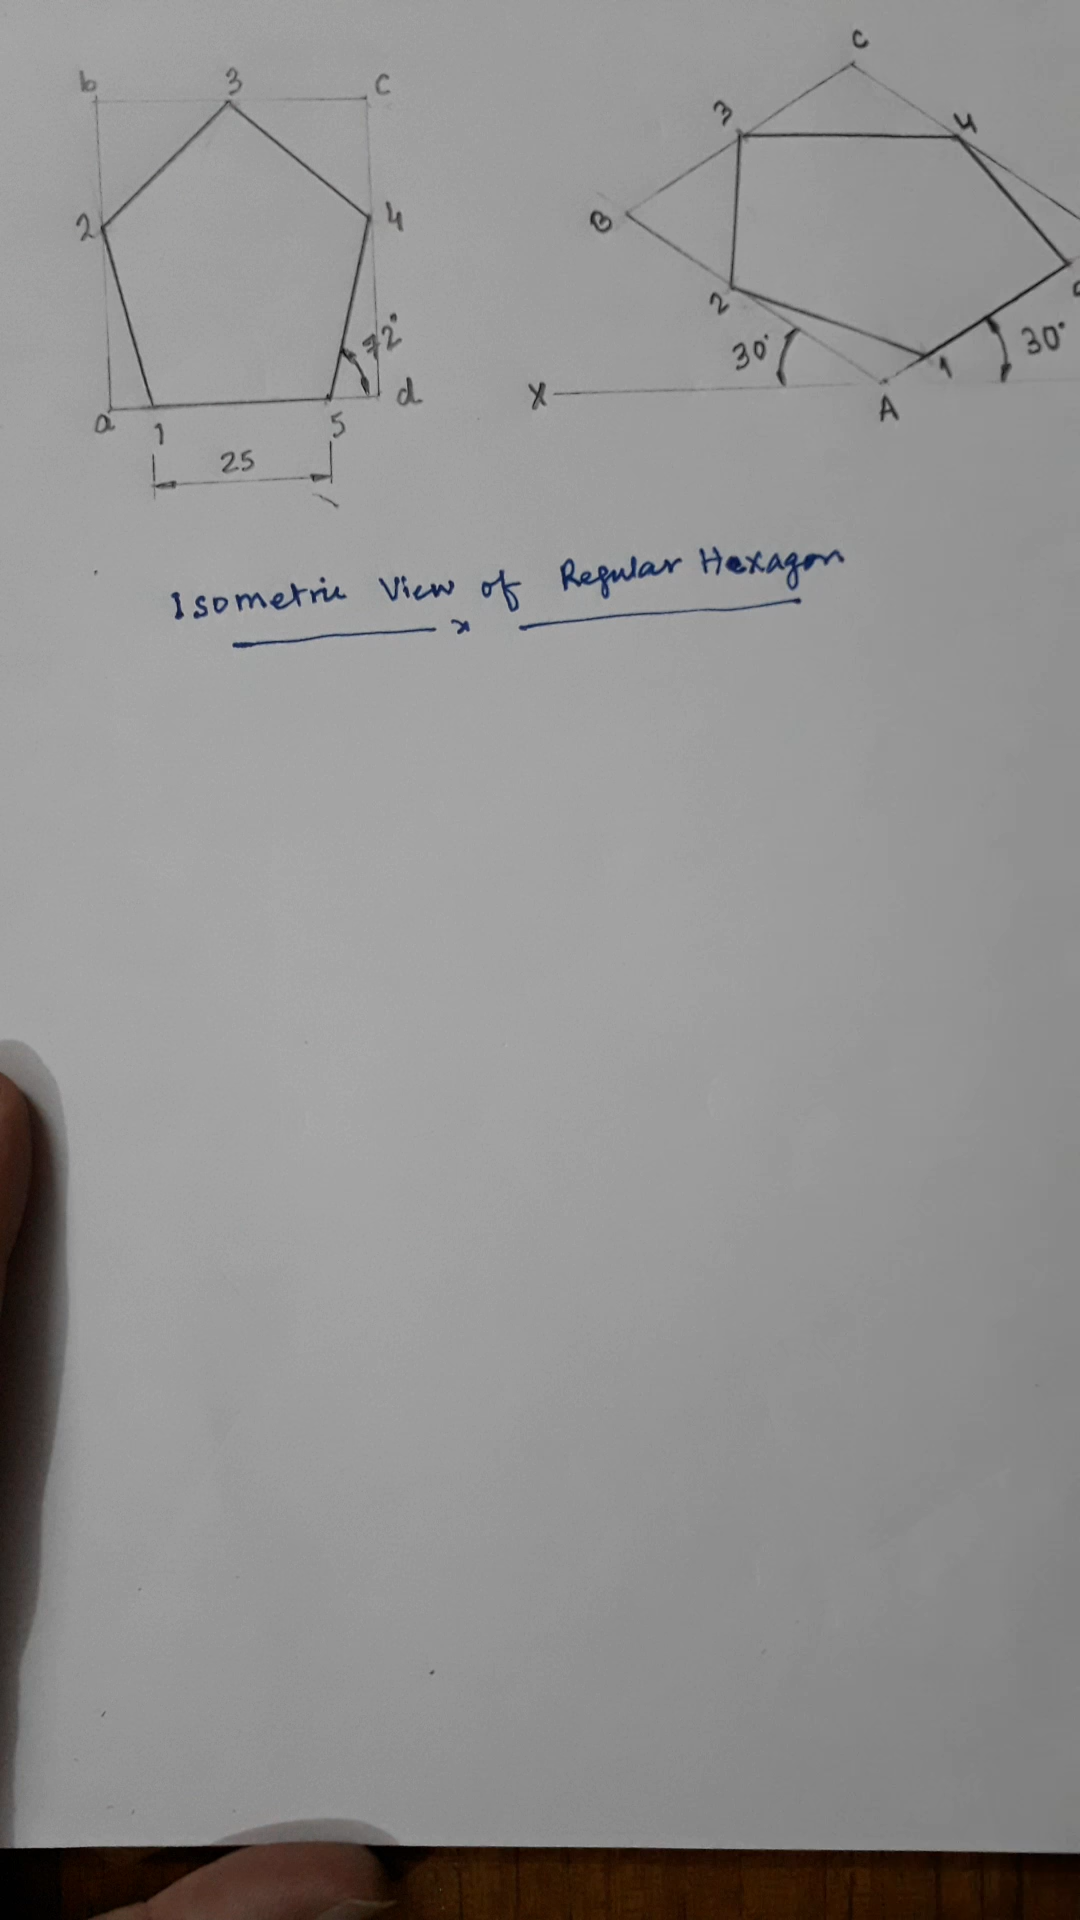 b 3 c
2 4
72°
a 1 5 d
25
C
3 4
B
2 1
30° 30°
X A
Isometric View of Regular Hexagon
x